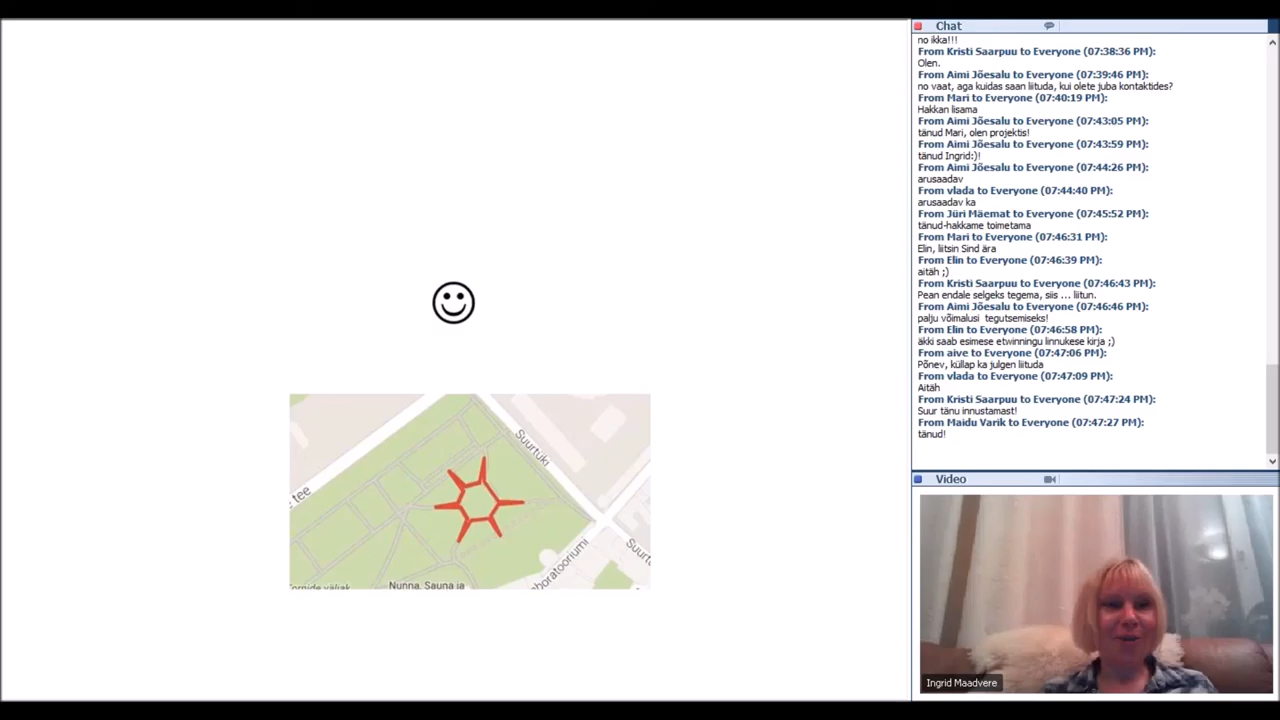 e tee
Suurtuki
Suurt
boratooriumi
Tornide väljak
Nunna, Sauna ja
Chat
no ikka!!!
From Kristi Saarpuu to Everyone (07:38:36 PM):
Olen.
From Aimi Jõesalu to Everyone (07:39:46 PM):
no vaat, aga kuidas saan liituda, kui olete juba kontaktides?
From Mari to Everyone (07:40:19 PM):
Hakkan lisama
From Aimi Jõesalu to Everyone (07:43:05 PM):
tänud Mari, olen projektis!
From Aimi Jõesalu to Everyone (07:43:59 PM):
tänud Ingrid:)!
From Aimi Jõesalu to Everyone (07:44:26 PM):
arusaadav
From vlada to Everyone (07:44:40 PM):
arusaadav ka
From Jüri Mäemat to Everyone (07:45:52 PM):
tänud-hakkame toimetama
From Mari to Everyone (07:46:31 PM):
Elin, liitsin Sind ära
From Elin to Everyone (07:46:39 PM):
aitäh ;)
From Kristi Saarpuu to Everyone (07:46:43 PM):
Pean endale selgeks tegema, siis ... liitun.
From Aimi Jõesalu to Everyone (07:46:46 PM):
palju võimalusi tegutsemiseks!
From Elin to Everyone (07:46:58 PM):
äkki saab esimese etwinningu linnukese kirja ;)
From aive to Everyone (07:47:06 PM):
Põnev, küllap ka julgen liituda
From vlada to Everyone (07:47:09 PM):
Aitäh
From Kristi Saarpuu to Everyone (07:47:24 PM):
Suur tänu innustamast!
From Maidu Varik to Everyone (07:47:27 PM):
tänud!
Video
Ingrid Maadvere